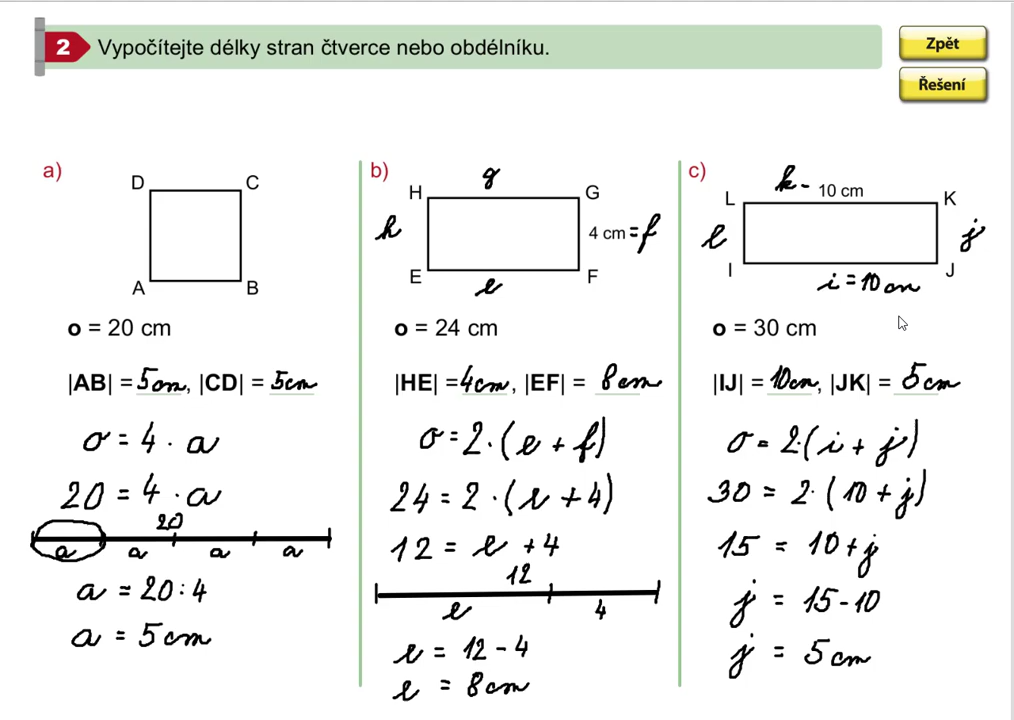 2 Vypočítejte délky stran čtverce nebo obdélníku.
Zpět
Řešení
a)
D C
A B
o = 20 cm
|AB| = 5cm, |CD| = 5cm
o = 4 · a
20 = 4 · a
20
a a a a
a = 20 : 4
a = 5 cm
b)
g
H G
h 4 cm = f
E F
e
o = 24 cm
|HE| = 4cm, |EF| = 8cm
o = 2 · (e + f)
24 = 2 · (e + 4)
12 = e + 4
12
e 4
e = 12 - 4
e = 8cm
c)
k - 10 cm
L K
l j
I J
i = 10 cm
o = 30 cm
|IJ| = 10cm, |JK| = 5cm
o = 2·(i + j)
30 = 2· (10 + j)
15 = 10 + j
j = 15 - 10
j = 5cm